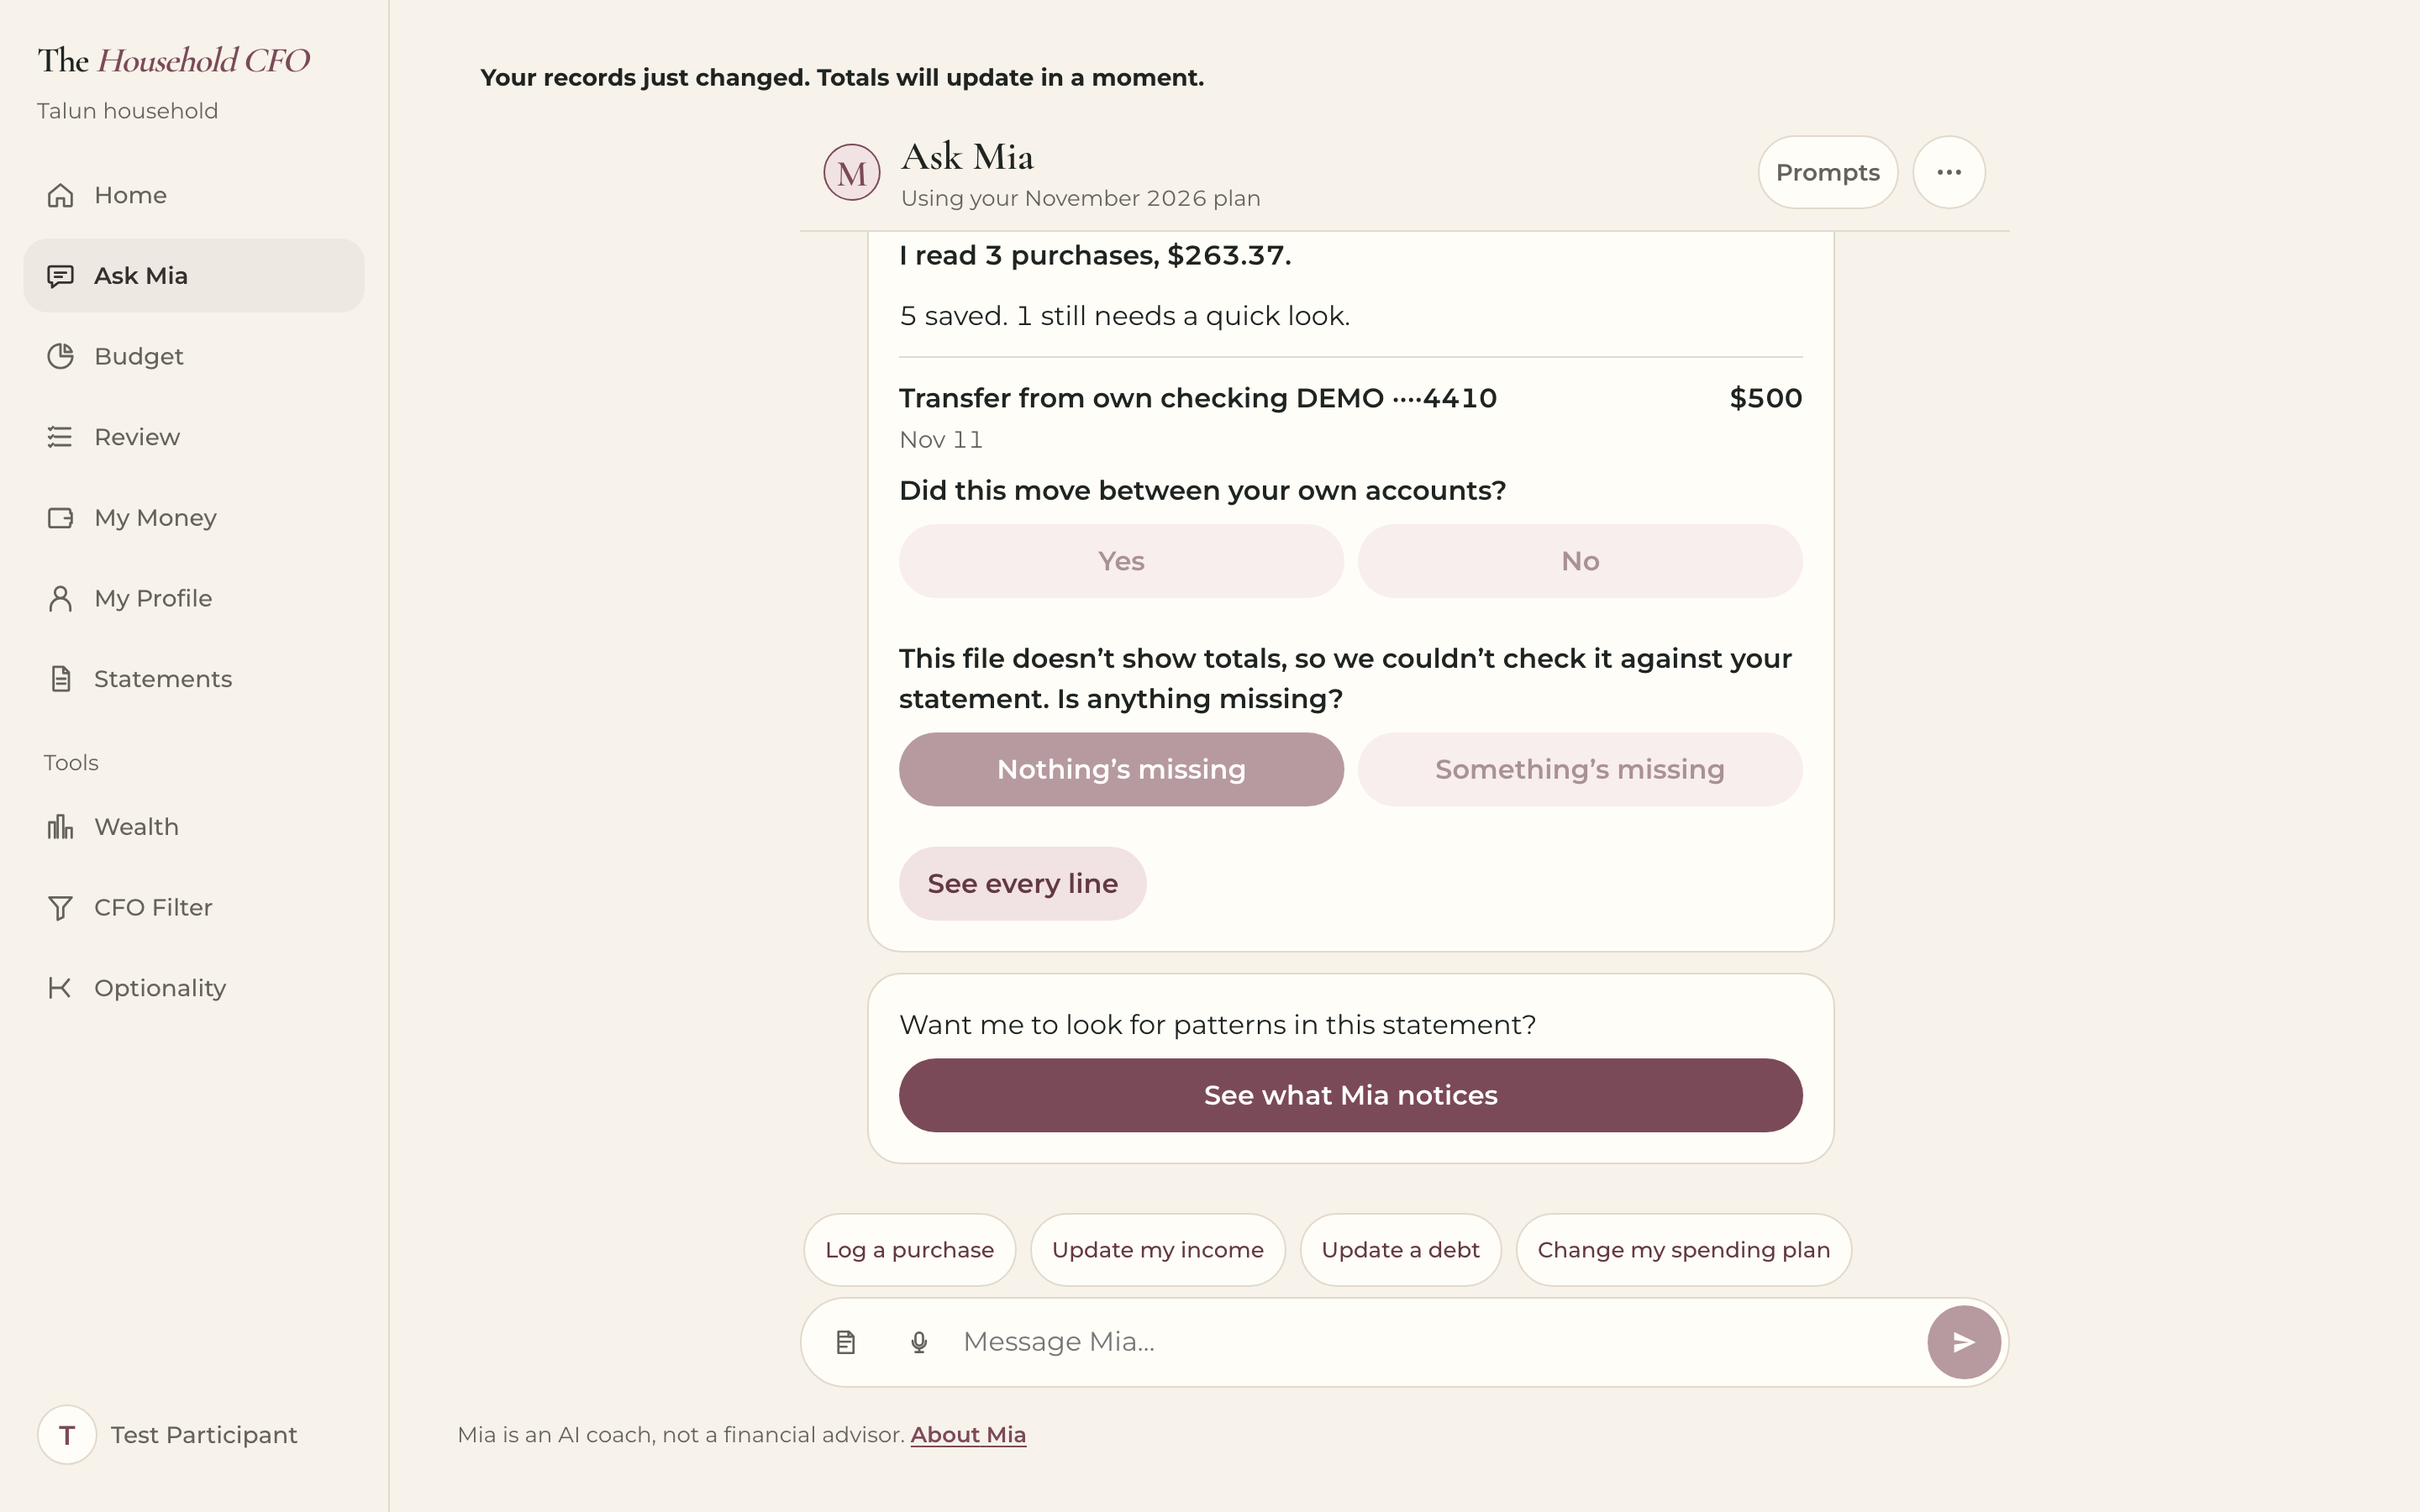 The Household CFO
Talun household
Home
Ask Mia
Budget
Review
My Money
My Profile
Statements
Tools
Wealth
CFO Filter
Optionality
T
Test Participant
Your records just changed. Totals will update in a moment.
M
Ask Mia
Using your November 2026 plan
Prompts
I read 3 purchases, $263.37.
5 saved. 1 still needs a quick look.
Transfer from own checking DEMO ····4410 $500
Nov 11
Did this move between your own accounts?
Yes No
This file doesn’t show totals, so we couldn’t check it against your
statement. Is anything missing?
Nothing’s missing Something’s missing
See every line
Want me to look for patterns in this statement?
See what Mia notices
Log a purchase Update my income Update a debt Change my spending plan
Message Mia...
Mia is an AI coach, not a financial advisor. About Mia